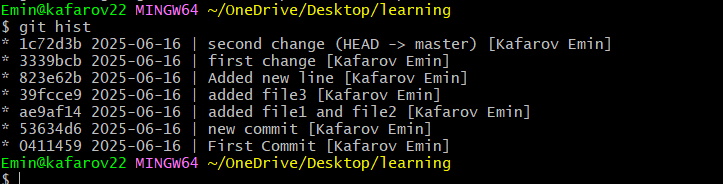 Emin@kafarov22 MINGW64 ~/OneDrive/Desktop/learning
$ git hist
* 1c72d3b 2025-06-16 | second change (HEAD -> master) [Kafarov Emin]
* 3339bcb 2025-06-16 | first change [Kafarov Emin]
* 823e62b 2025-06-16 | Added new line [Kafarov Emin]
* 39fcce9 2025-06-16 | added file3 [Kafarov Emin]
* ae9af14 2025-06-16 | added file1 and file2 [Kafarov Emin]
* 53634d6 2025-06-16 | new commit [Kafarov Emin]
* 0411459 2025-06-16 | First Commit [Kafarov Emin]
Emin@kafarov22 MINGW64 ~/OneDrive/Desktop/learning
$